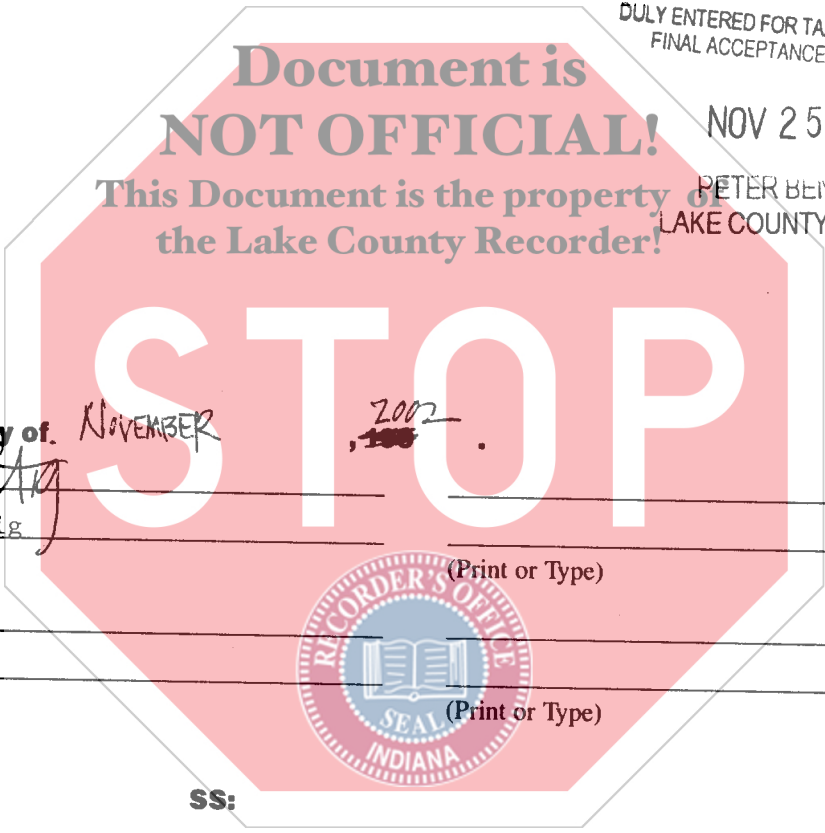 DULY ENTERED FOR TA
FINAL ACCEPTANCE
Document is
NOT OFFICIAL!
NOV 25
This Document is the property of
PETER BEN
the Lake County Recorder!
LAKE COUNTY
STOP
y of. NOVEMBER , 2002 .
ig
(Print or Type)
RECORDER'S OFFICE
SEAL
INDIANA
(Print or Type)
SS: